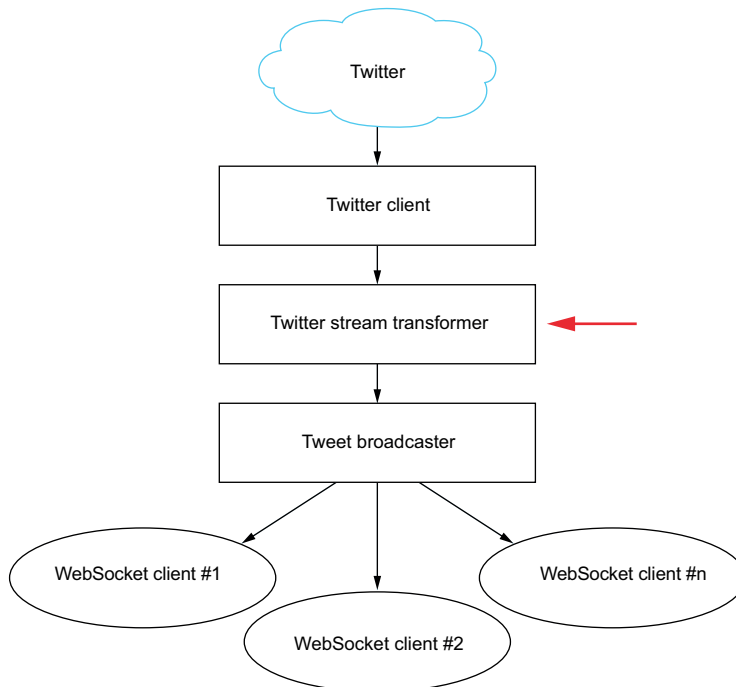 Twitter
Twitter client
Twitter stream transformer
Tweet broadcaster
WebSocket client #1
WebSocket client #n
WebSocket client #2